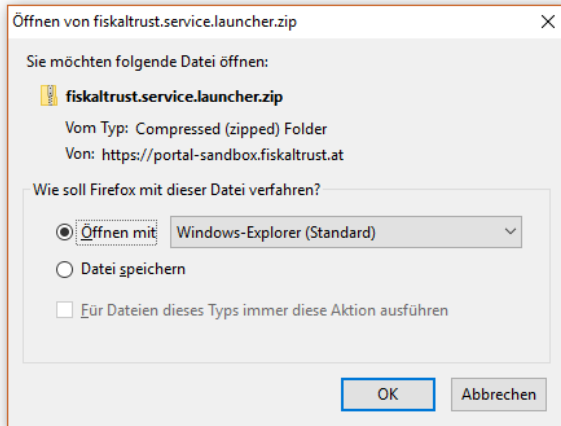 Öffnen von fiskaltrust.service.launcher.zip
Sie möchten folgende Datei öffnen:
fiskaltrust.service.launcher.zip
Vom Typ: Compressed (zipped) Folder
Von: https://portal-sandbox.fiskaltrust.at
Wie soll Firefox mit dieser Datei verfahren?
Öffnen mit Windows-Explorer (Standard)
Datei speichern
Für Dateien dieses Typs immer diese Aktion ausführen
OK Abbrechen